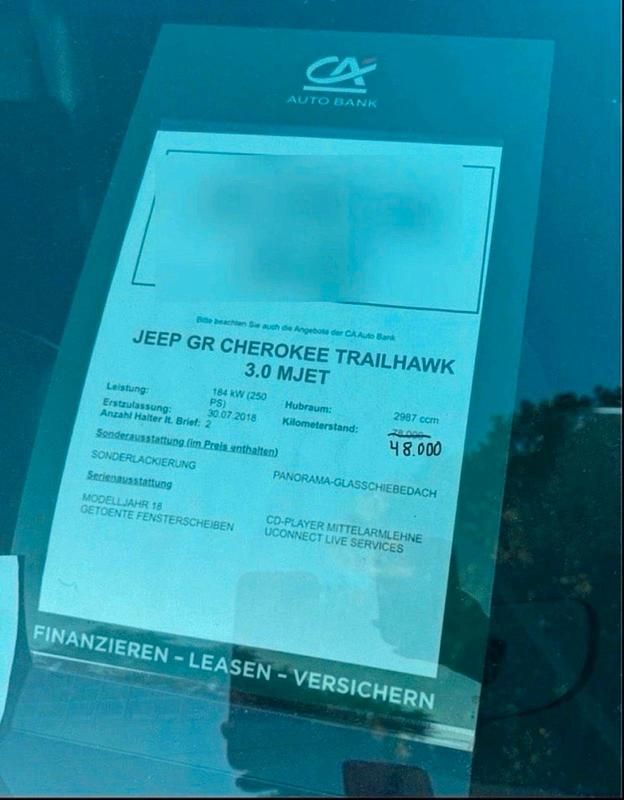 CA
AUTO BANK
Bitte beachten Sie auch die Angebote der CA Auto Bank
JEEP GR CHEROKEE TRAILHAWK
3.0 MJET
Leistung: 184 kW (250 PS)
Erstzulassung: 30.07.2018
Anzahl Halter lt. Brief: 2
Hubraum: 2987 ccm
Kilometerstand: 78.000
48.000
Sonderausstattung (im Preis enthalten)
SONDERLACKIERUNG
PANORAMA-GLASSCHIEBEDACH
Serienausstattung
MODELLJAHR 18
GETOENTE FENSTERSCHEIBEN
CD-PLAYER MITTELARMLEHNE
UCONNECT LIVE SERVICES
FINANZIEREN – LEASEN – VERSICHERN